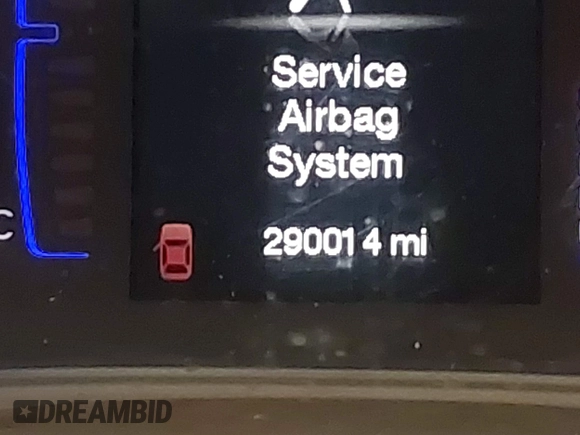 Service
Airbag
System
290014 mi
C
DREAMBID